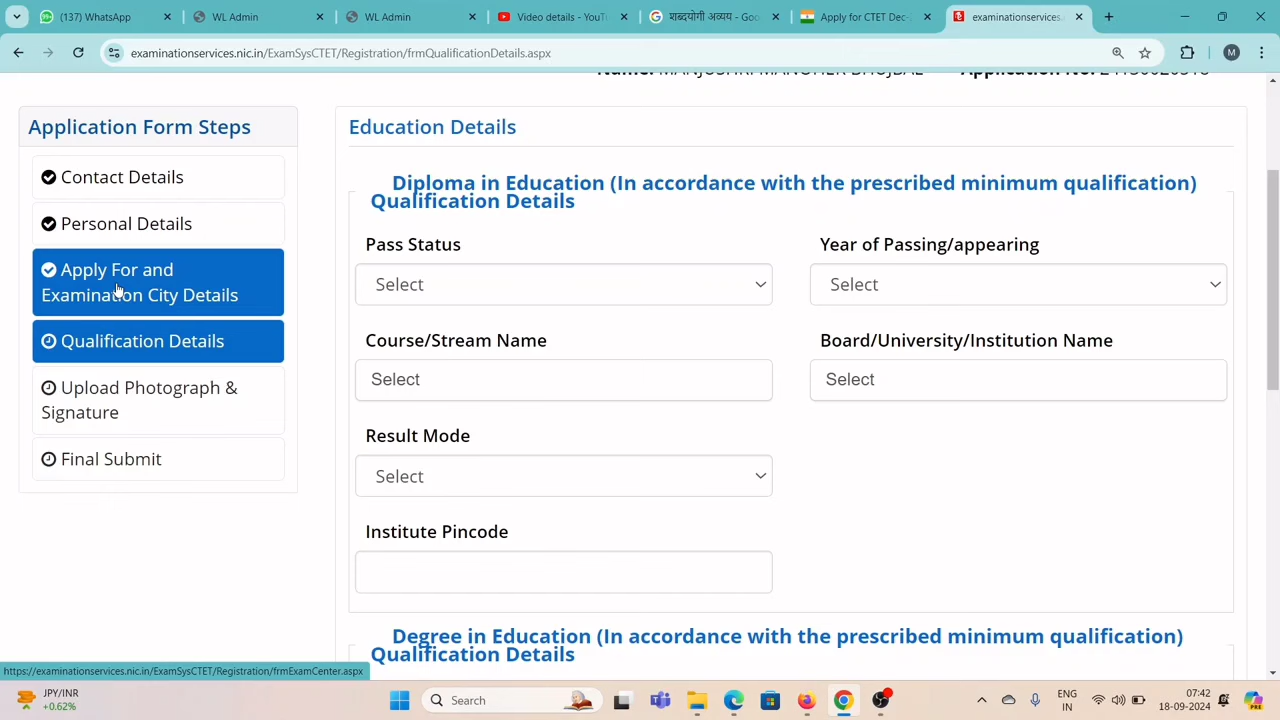 (137) WhatsApp
WL Admin
WL Admin
Video details - YouT
शब्दयोगी अव्यय - Goo
Apply for CTET Dec-
examinationservices.
examinationservices.nic.in/ExamSysCTET/Registration/frmQualificationDetails.aspx
M
Application Form Steps
Contact Details
Personal Details
Apply For and
Examination City Details
Qualification Details
Upload Photograph &
Signature
Final Submit
Education Details
Diploma in Education (In accordance with the prescribed minimum qualification)
Qualification Details
Pass Status
Year of Passing/appearing
Select
Select
Course/Stream Name
Board/University/Institution Name
Select
Select
Result Mode
Select
Institute Pincode
Degree in Education (In accordance with the prescribed minimum qualification)
Qualification Details
https://examinationservices.nic.in/ExamSysCTET/Registration/frmExamCenter.aspx
JPY/INR
+0.62%
Search
ENG
IN
07:42
18-09-2024